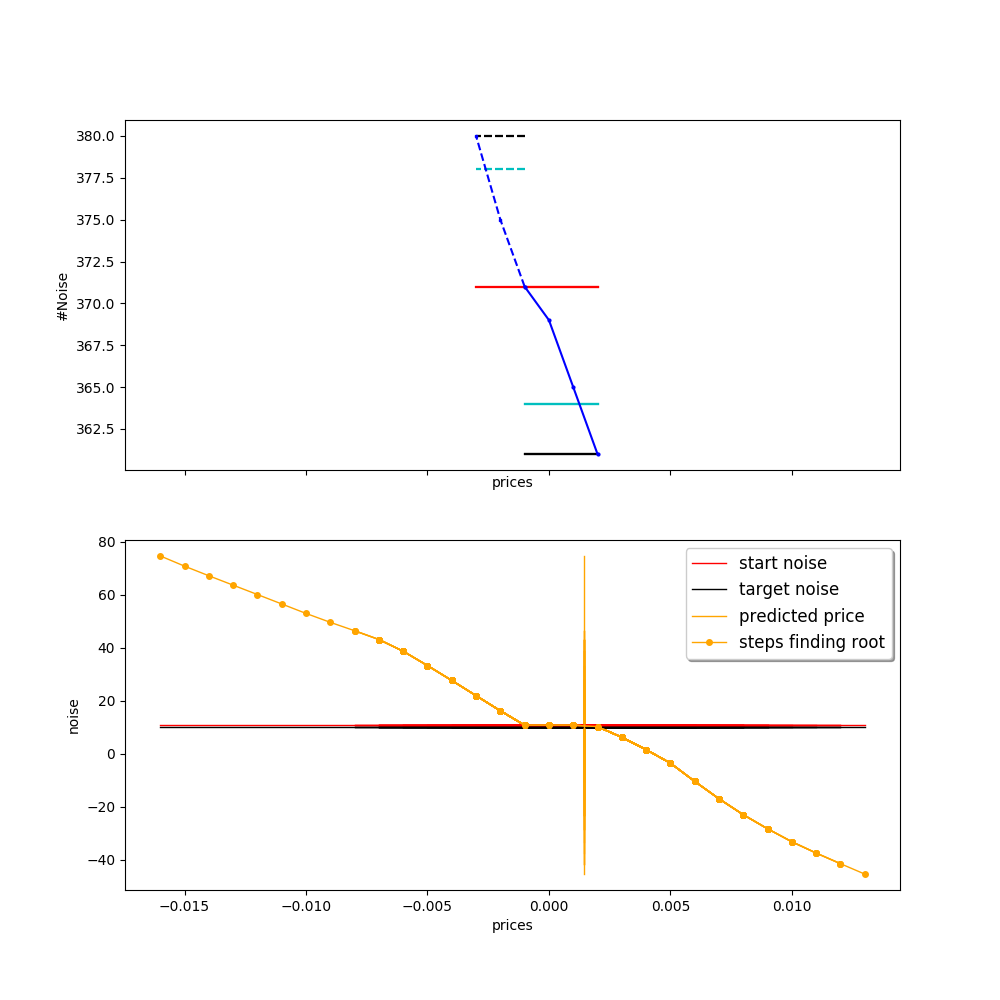 380.0
377.5
375.0
372.5
370.0
367.5
365.0
362.5
#Noise
prices
80
60
40
20
0
−20
−40
noise
start noise
target noise
predicted price
steps finding root
−0.015 −0.010 −0.005 0.000 0.005 0.010
prices